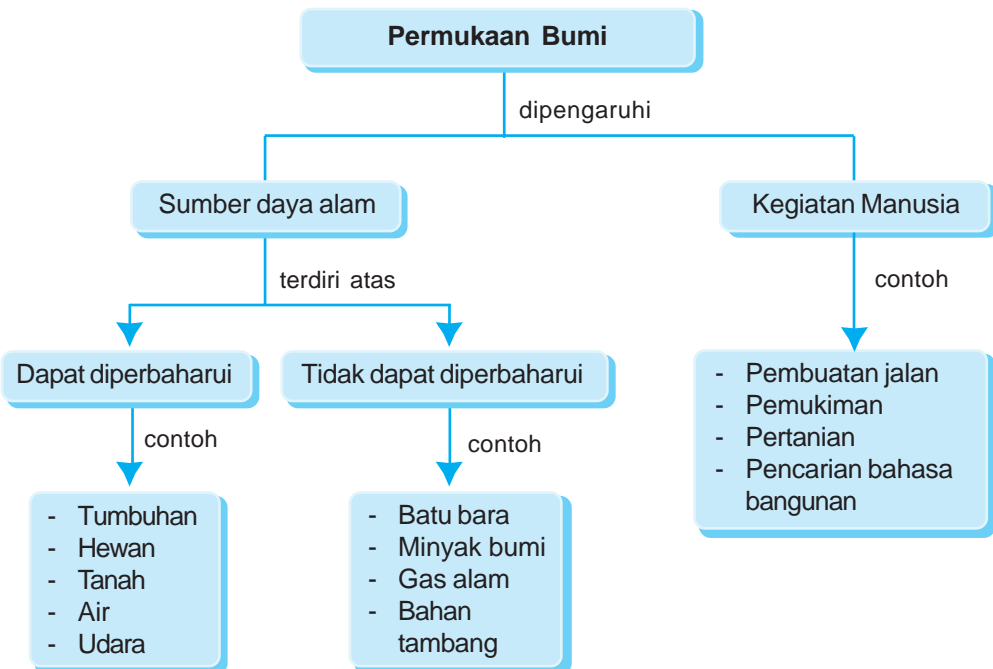 Permukaan Bumi
dipengaruhi
Sumber daya alam
Kegiatan Manusia
terdiri atas
contoh
Dapat diperbaharui
Tidak dapat diperbaharui
contoh
contoh
- Pembuatan jalan
- Pemukiman
- Pertanian
- Pencarian bahasa
bangunan
- Tumbuhan
- Hewan
- Tanah
- Air
- Udara
- Batu bara
- Minyak bumi
- Gas alam
- Bahan
tambang